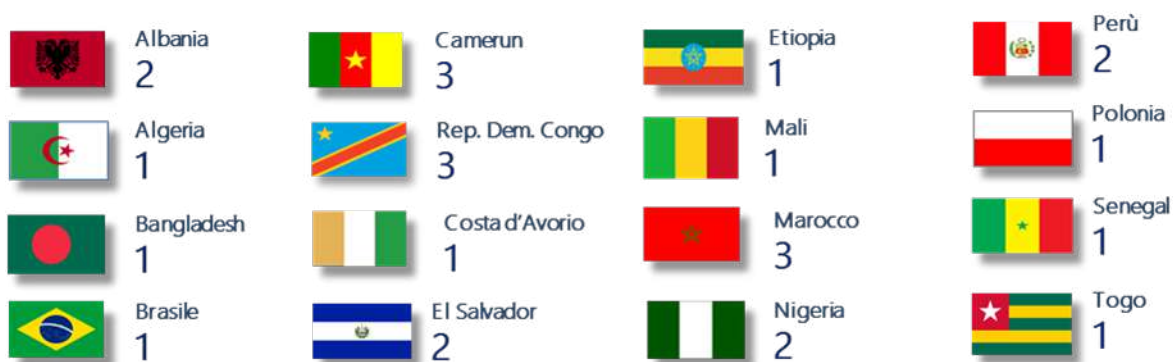 Albania
2
Algeria
1
Bangladesh
1
Brasile
1
Camerun
3
Rep. Dem. Congo
3
Costa d'Avorio
1
El Salvador
2
Etiopia
1
Mali
1
Marocco
3
Nigeria
2
Perù
2
Polonia
1
Senegal
1
Togo
1